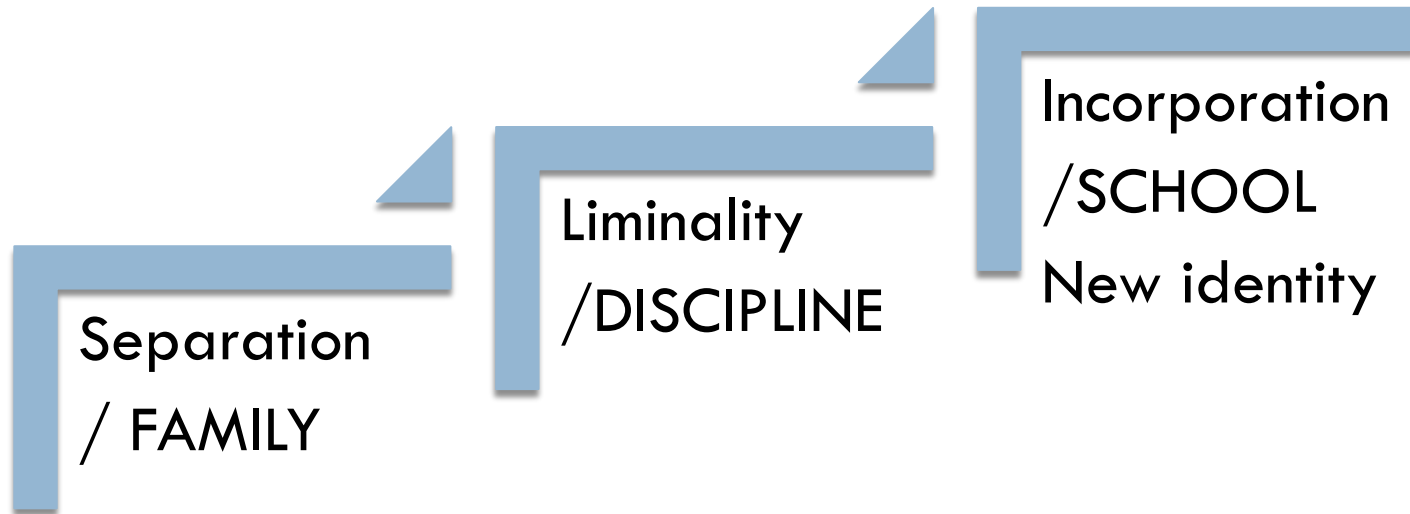 Separation
/ FAMILY
Liminality
/DISCIPLINE
Incorporation
/SCHOOL
New identity